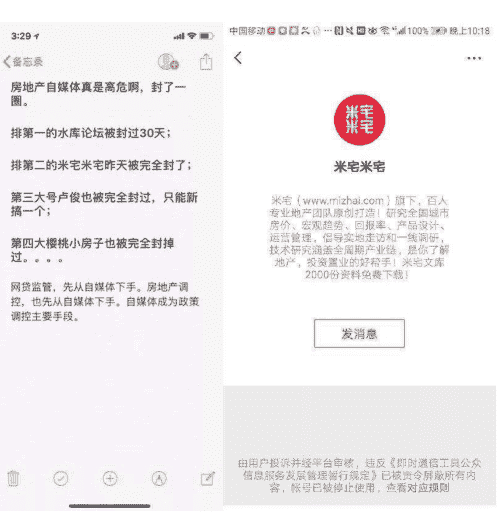 3:29
备忘录
房地产自媒体真是高危啊，封了一
圈。
排第一的水库论坛被封过30天；
排第二的米宅米宅昨天被完全封了；
第三大号卢俊也被完全封过，只能新
搞一个；
第四大樱桃小房子也被完全封掉
过。。。。
网贷监管，先从自媒体下手。房地产调
控，也先从自媒体下手。自媒体成为政策
调控主要手段。
中国移动
100%
晚上10:18
米宅
米宅
米宅米宅
米宅（www.mizhai.com）旗下，百人
专业地产团队原创打造！研究全国城市
房价、宏观趋势、回报率、产品设计、
运营管理，倡导实地走访和一线调研，
技术研究涵盖全周期产业链，是你了解
地产，投资置业的好帮手！米宅文库
2000份资料免费下载！
发消息
由用户投诉并经平台审核，违反《即时通信工具公众
信息服务发展管理暂行规定》已被责令屏蔽所有内
容，帐号已被停止使用，查看对应规则